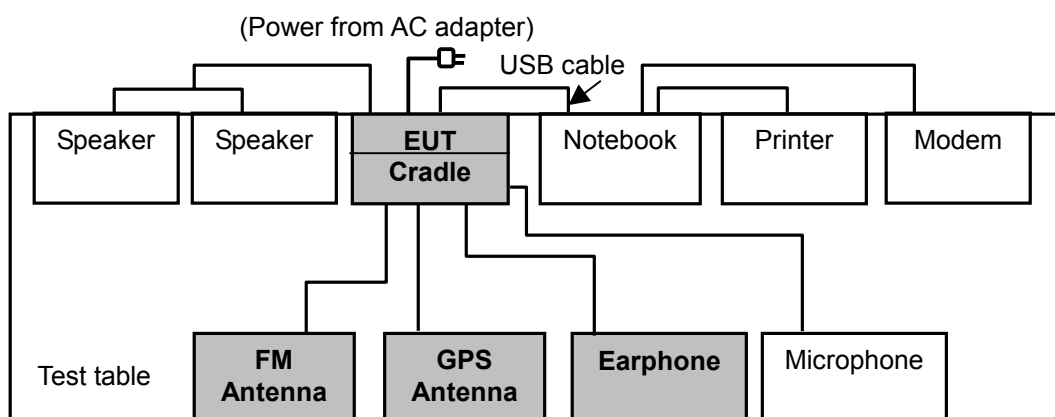 (Power from AC adapter)
USB cable
Speaker
Speaker
EUT
Cradle
Notebook
Printer
Modem
Test table
FM
Antenna
GPS
Antenna
Earphone
Microphone